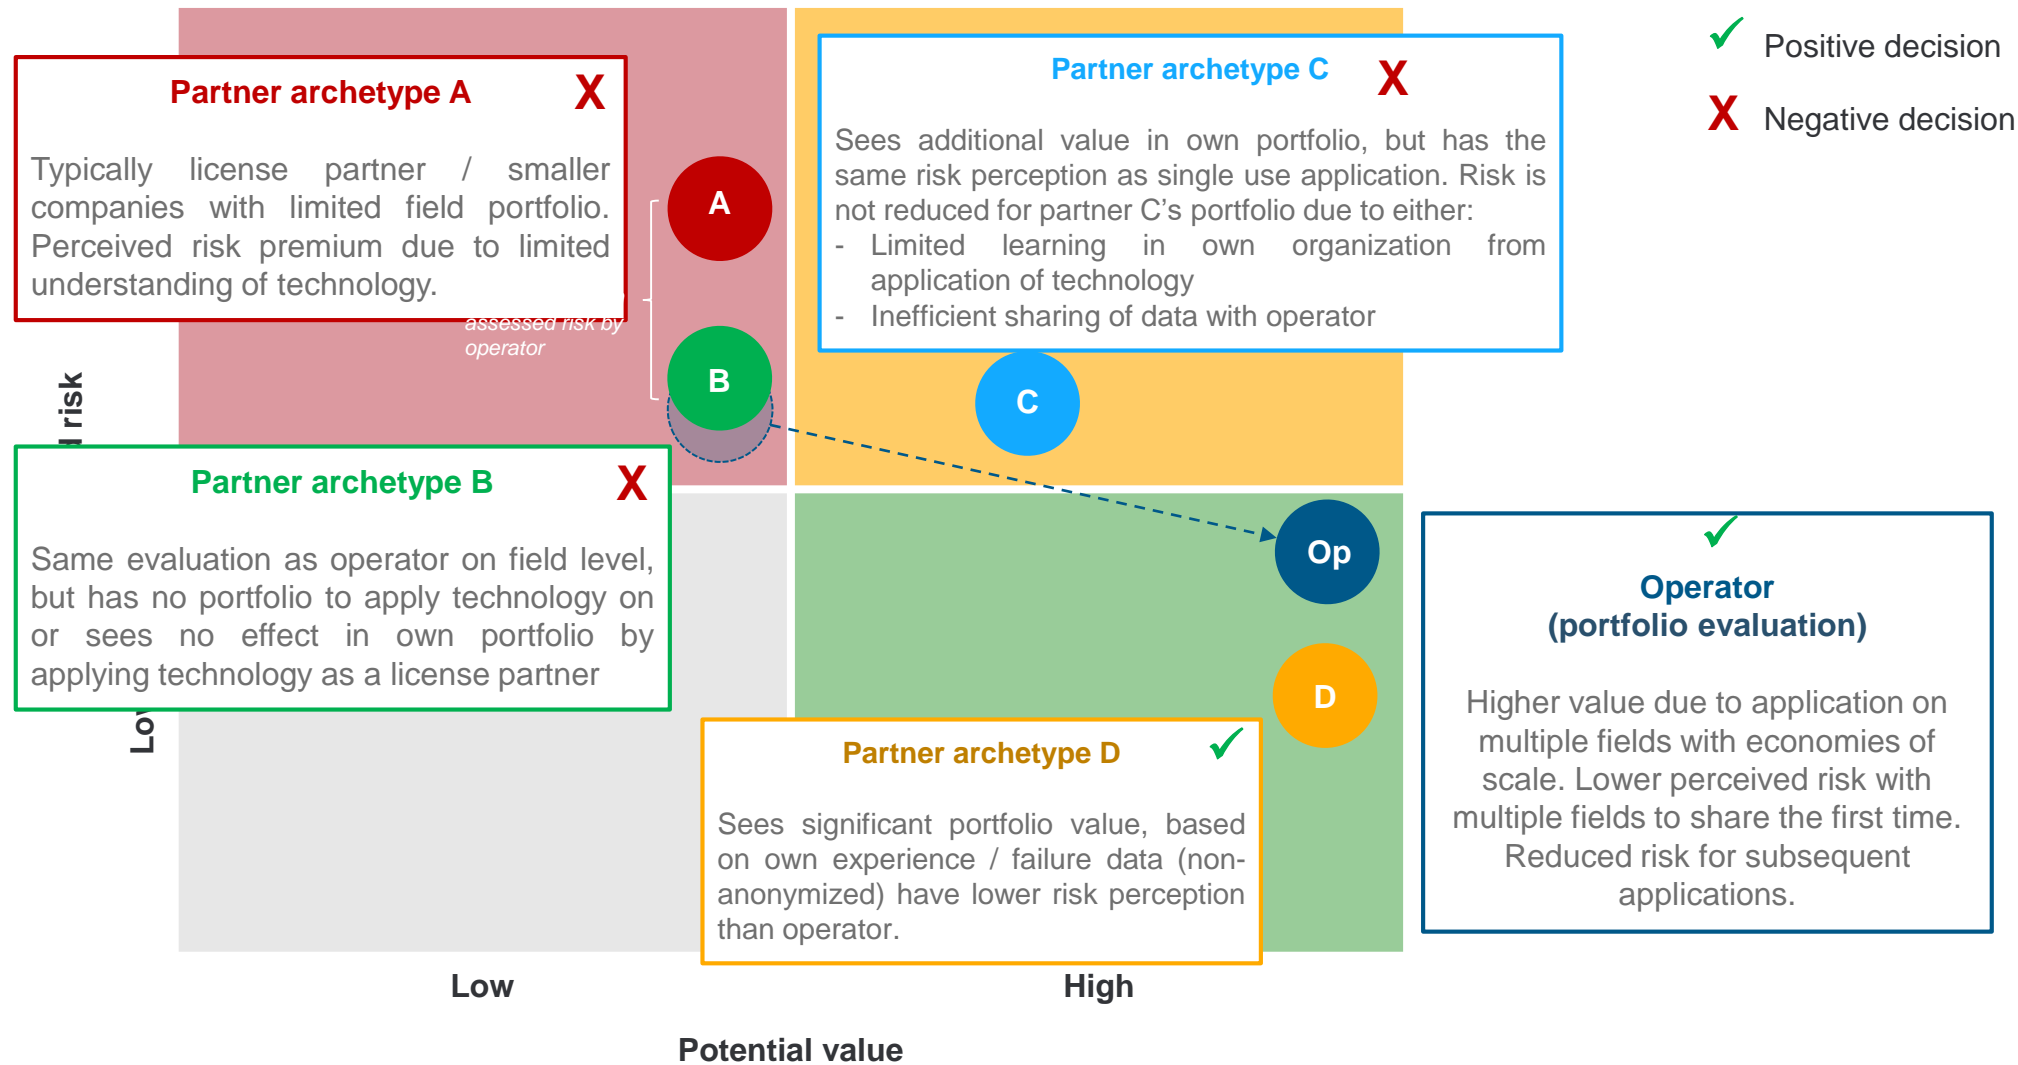 Partner archetype A X
Typically license partner / smaller
companies with limited field portfolio.
Perceived risk premium due to limited
understanding of technology.
assessed risk by
operator
A
B
Partner archetype C X
Sees additional value in own portfolio, but has the
same risk perception as single use application. Risk is
not reduced for partner C’s portfolio due to either:
- Limited learning in own organization from
application of technology
- Inefficient sharing of data with operator
C
✓ Positive decision
X Negative decision
risk
Partner archetype B X
Same evaluation as operator on field level,
but has no portfolio to apply technology on
or sees no effect in own portfolio by
applying technology as a license partner
Op
D
Partner archetype D ✓
Sees significant portfolio value, based
on own experience / failure data (non-
anonymized) have lower risk perception
than operator.
✓
Operator
(portfolio evaluation)
Higher value due to application on
multiple fields with economies of
scale. Lower perceived risk with
multiple fields to share the first time.
Reduced risk for subsequent
applications.
Low
High
Potential value